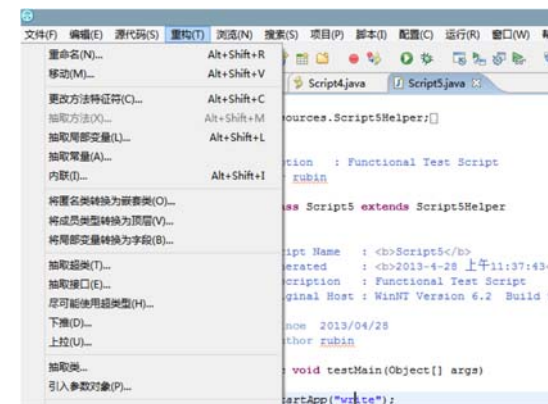 文件(F) 编辑(E) 源代码(S) 重构(T) 浏览(N) 搜索(S) 项目(P) 脚本(I) 配置(C) 运行(R) 窗口(W)
重命名(N)... Alt+Shift+R
移动(M)... Alt+Shift+V
Script4.java Script5.java
更改方法特征符(C)... Alt+Shift+C
抽取方法(X)... Alt+Shift+M
ources.Script5Helper;
抽取局部变量(L)... Alt+Shift+L
抽取常量(A)...
ption : Functional Test Script
内联(I)... Alt+Shift+I
rubin
将匿名类转换为嵌套类(O)...
ass Script5 extends Script5Helper
将成员类型转换为顶层(V)...
将局部变量转换为字段(B)...
ipt Name : <b>Script5</b>
抽取超类(T)...
nerated : <b>2013-4-28 上午11:37:43
抽取接口(E)...
cription : Functional Test Script
尽可能使用超类型(H)...
iginal Host : WinNT Version 6.2 Build
下推(D)...
nce 2013/04/28
上拉(U)...
thor rubin
抽取类...
void testMain(Object[] args)
引入参数对象(P)...
artApp("write");